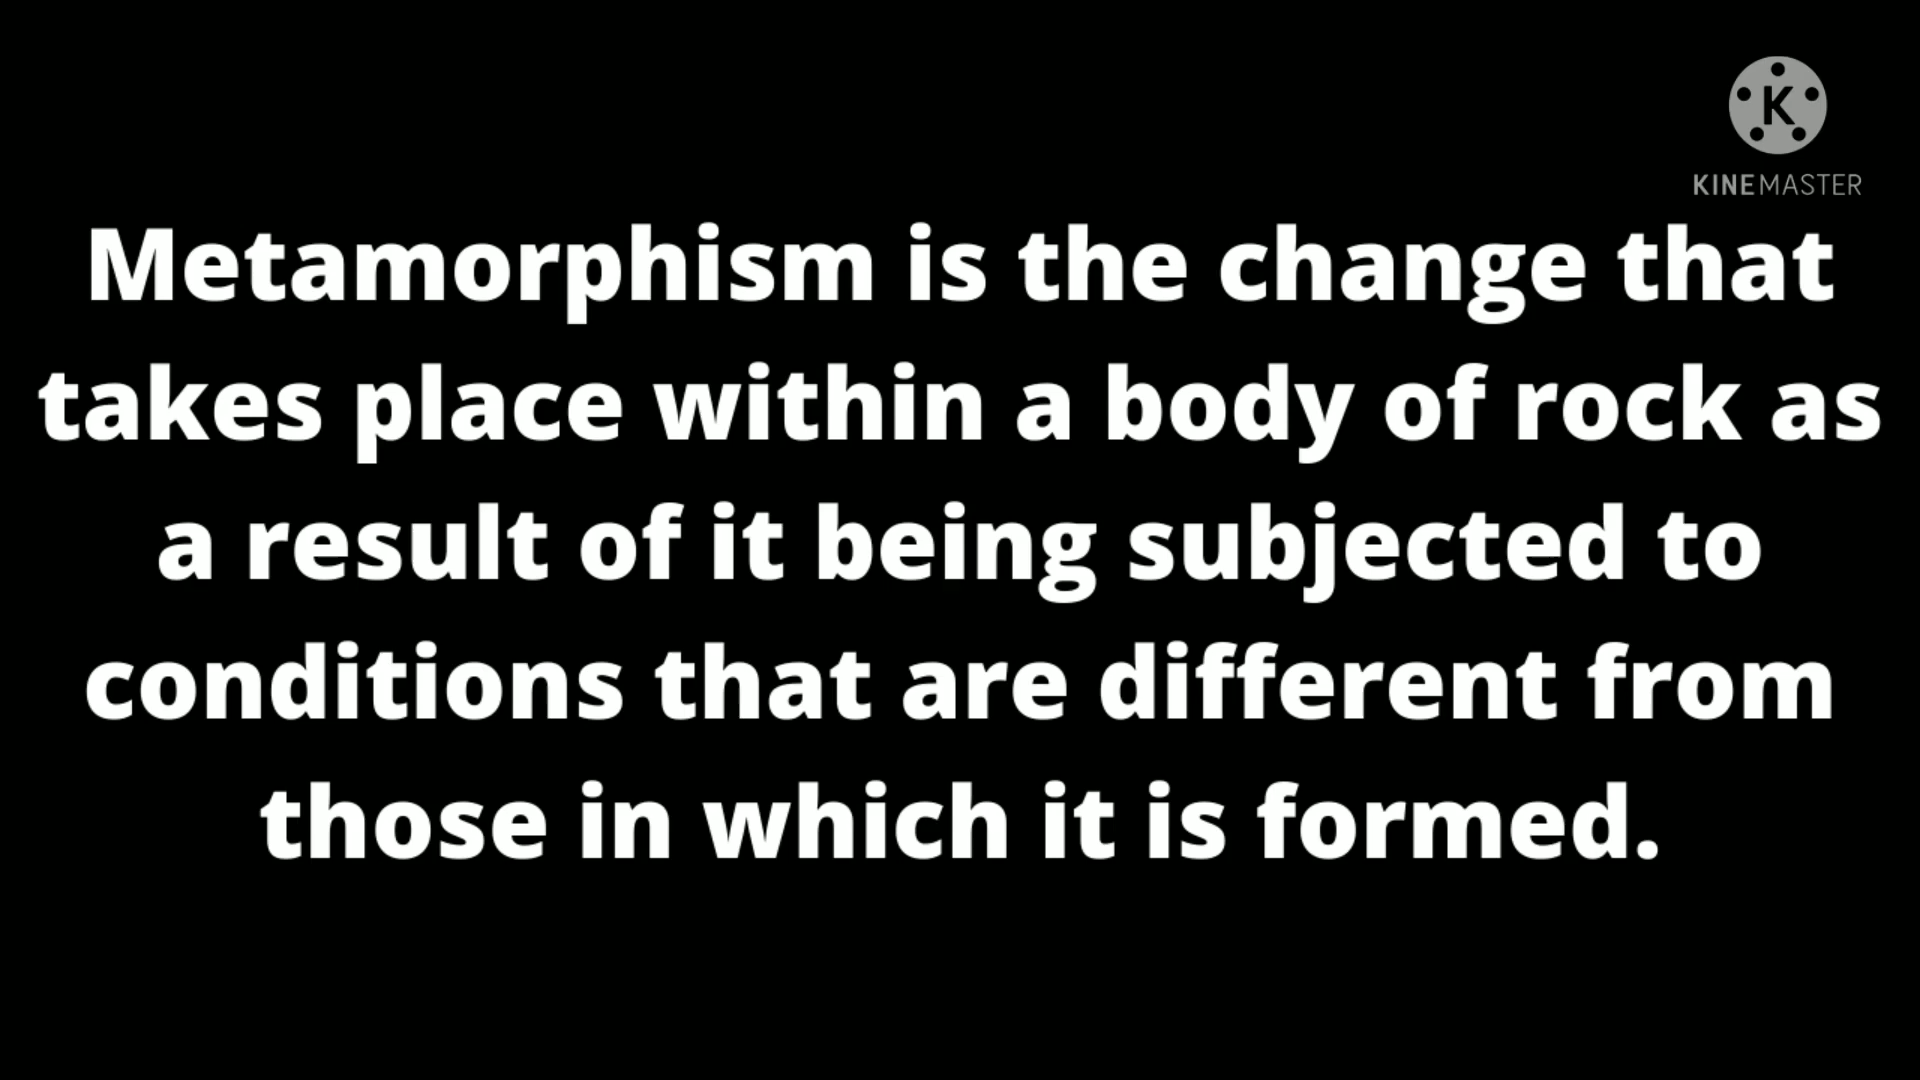 K
KINEMASTER
Metamorphism is the change that
takes place within a body of rock as
a result of it being subjected to
conditions that are different from
those in which it is formed.